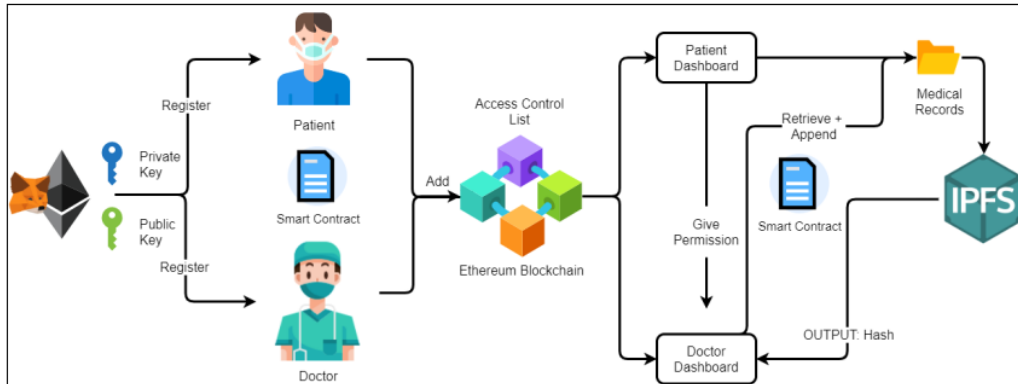 Register
Private
Key
Public
Key
Register
Patient
Smart Contract
Doctor
Add
Access Control
List
Ethereum Blockchain
Patient
Dashboard
Give
Permission
Doctor
Dashboard
Retrieve +
Append
Smart Contract
Medical
Records
IPFS
OUTPUT: Hash